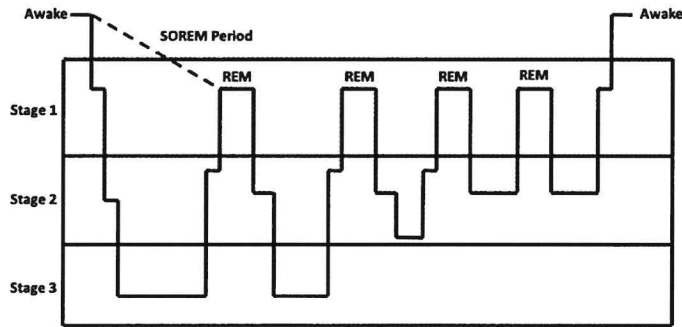 Awake
Awake
SOREM Period
REM
REM
REM
REM
Stage 1
Stage 2
Stage 3